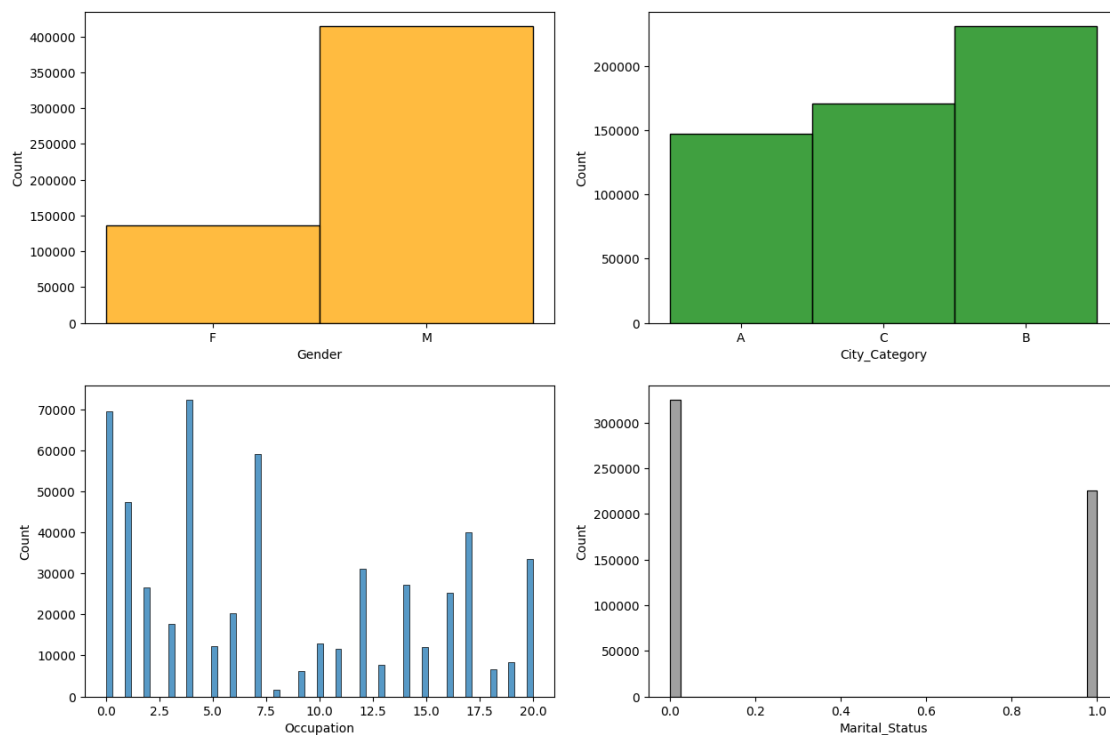 400000
350000
300000
250000
200000
150000
100000
50000
0
Count
F M
Gender
200000
150000
100000
50000
0
Count
A C B
City_Category
70000
60000
50000
40000
30000
20000
10000
0
Count
0.0 2.5 5.0 7.5 10.0 12.5 15.0 17.5 20.0
Occupation
300000
250000
200000
150000
100000
50000
0
Count
0.0 0.2 0.4 0.6 0.8 1.0
Marital_Status